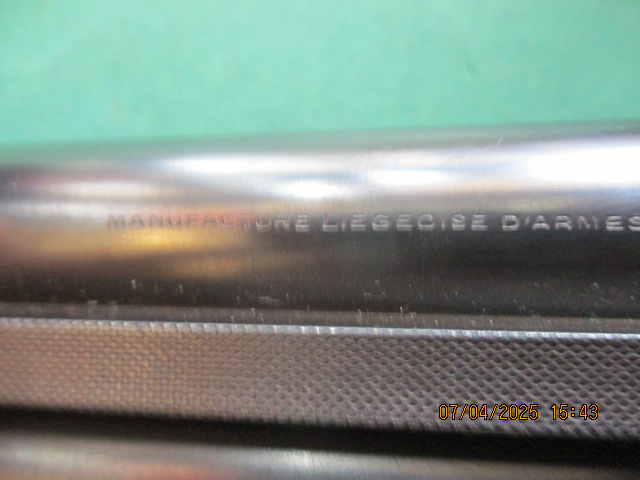 MANUFACTURE LIEGEOISE D'ARMES
07/04/2025 15:43